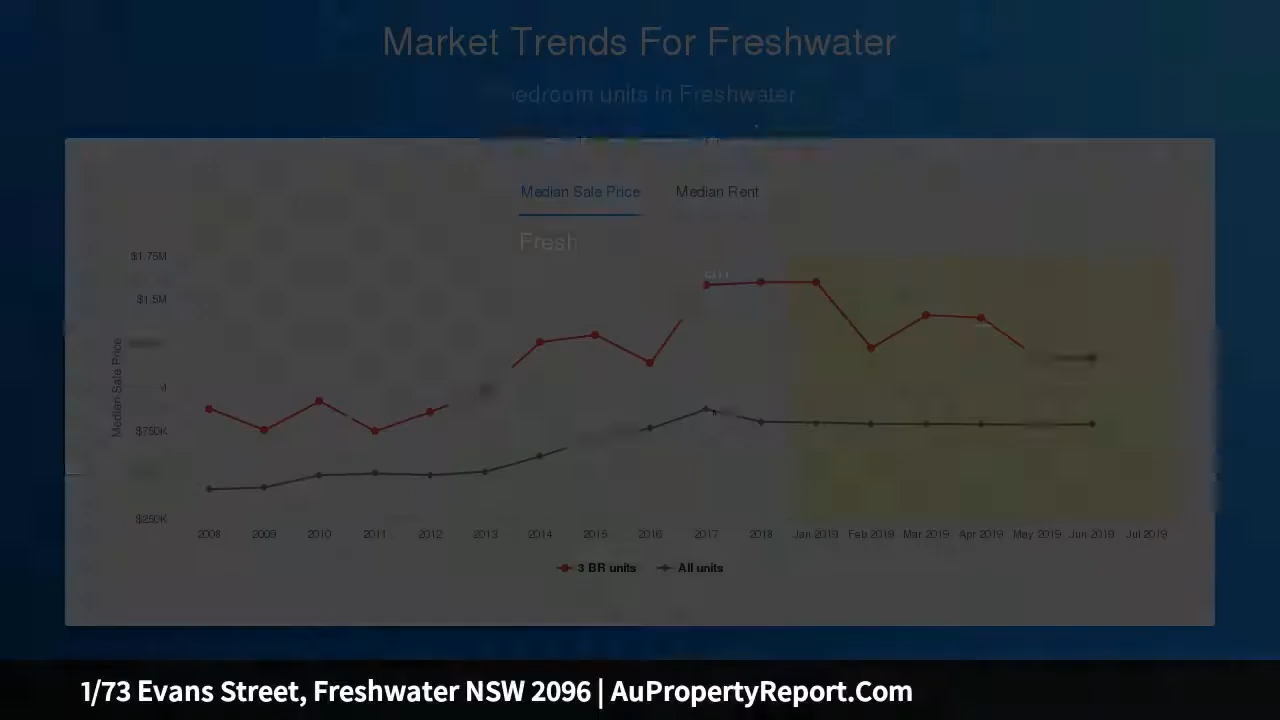 Market Trends For Freshwater
edroom units in Freshwater
Median Sale Price Median Rent
Fresh
$1.75M
$1.5M
Median Sale Price
$750K
$250K
2008 2009 2010 2011 2012 2013 2014 2015 2016 2017 2018 Jan 2019 Feb 2019 Mar 2019 Apr 2019 May 2019 Jun 2019 Jul 2019
3 BR units All units
1/73 Evans Street, Freshwater NSW 2096 | AuPropertyReport.Com